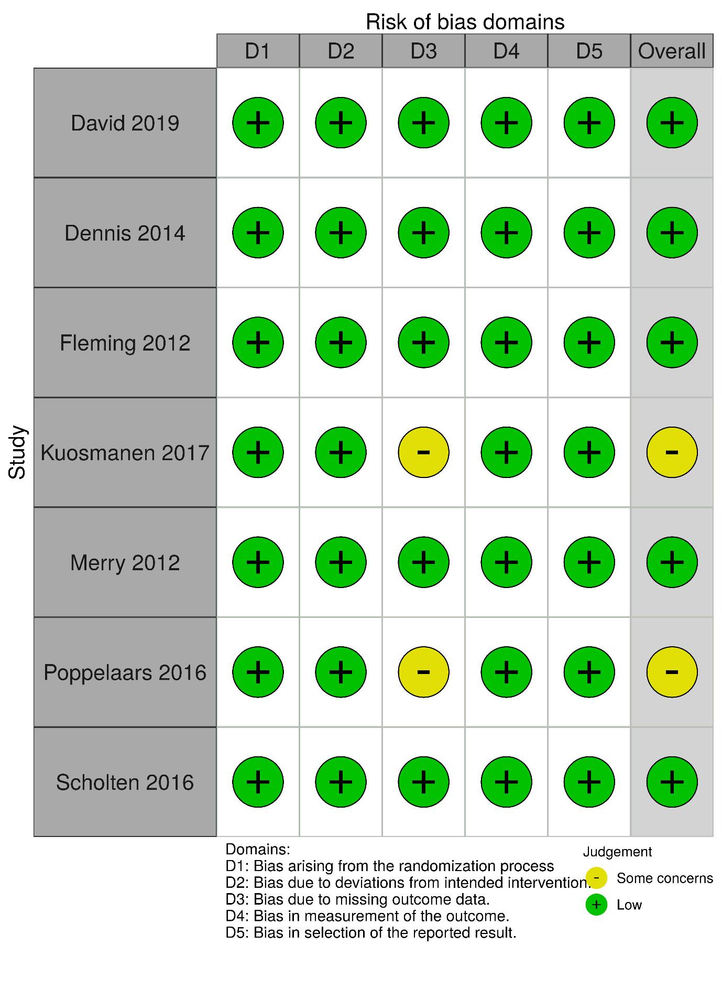 Risk of bias domains
D1 D2 D3 D4 D5 Overall
Study
David 2019 + + + + + +
Dennis 2014 + + + + + +
Fleming 2012 + + + + + +
Kuosmanen 2017 + + - + + -
Merry 2012 + + + + + +
Poppelaars 2016 + + - + + -
Scholten 2016 + + + + + +
Domains:
D1: Bias arising from the randomization process
D2: Bias due to deviations from intended intervention.
D3: Bias due to missing outcome data.
D4: Bias in measurement of the outcome.
D5: Bias in selection of the reported result.
Judgement
- Some concerns
+ Low